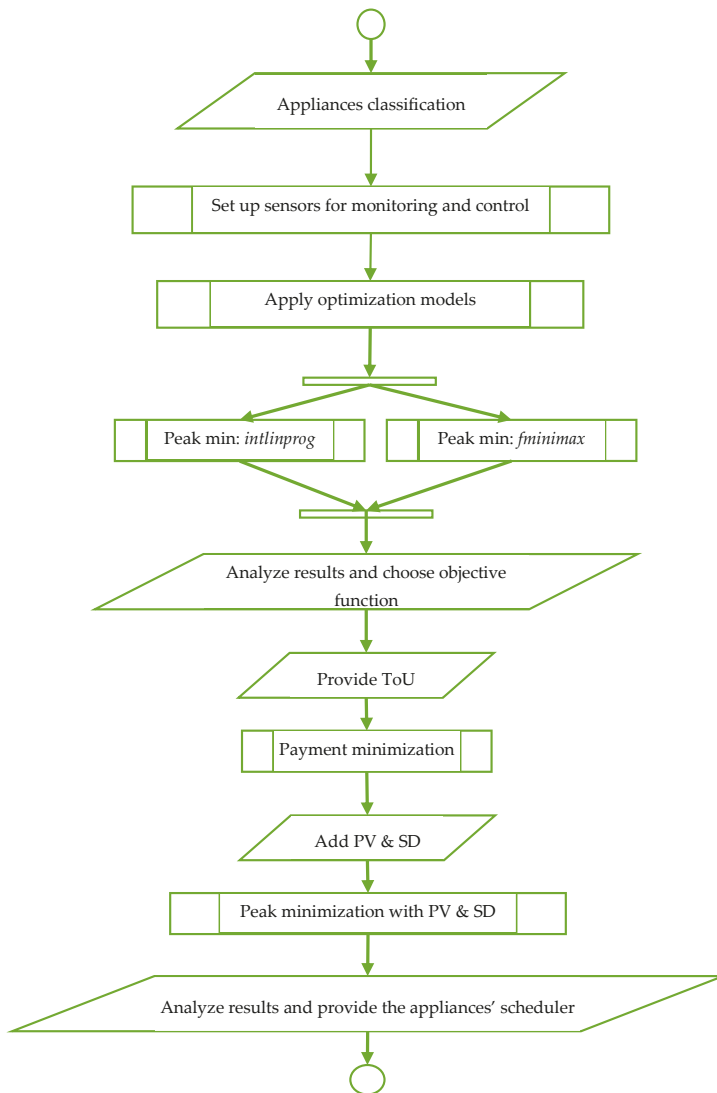 Appliances classification
Set up sensors for monitoring and control
Apply optimization models
Peak min: intlinprog
Peak min: fminimax
Analyze results and choose objective
function
Provide ToU
Payment minimization
Add PV & SD
Peak minimization with PV & SD
Analyze results and provide the appliances’ scheduler